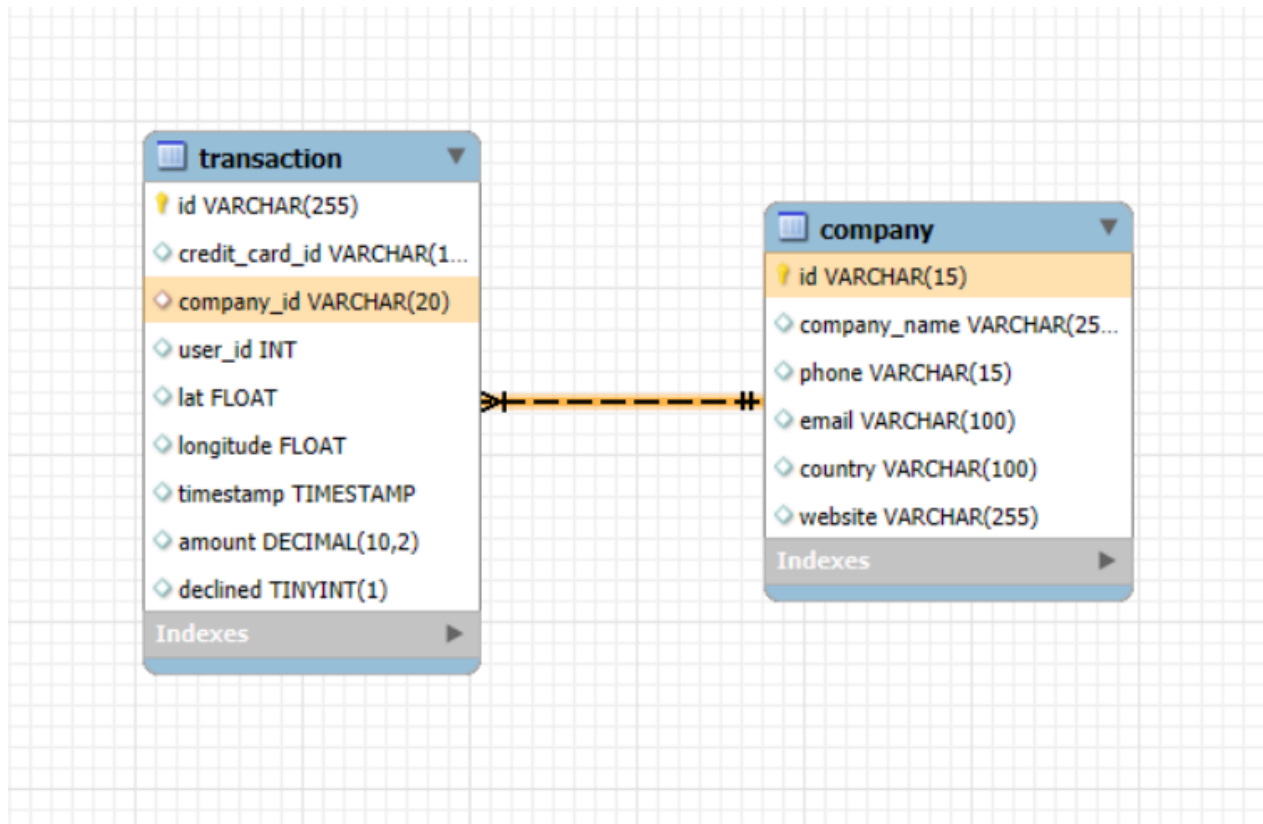 transaction
id VARCHAR(255)
credit_card_id VARCHAR(1...
company_id VARCHAR(20)
user_id INT
lat FLOAT
longitude FLOAT
timestamp TIMESTAMP
amount DECIMAL(10,2)
declined TINYINT(1)
Indexes
company
id VARCHAR(15)
company_name VARCHAR(25...
phone VARCHAR(15)
email VARCHAR(100)
country VARCHAR(100)
website VARCHAR(255)
Indexes